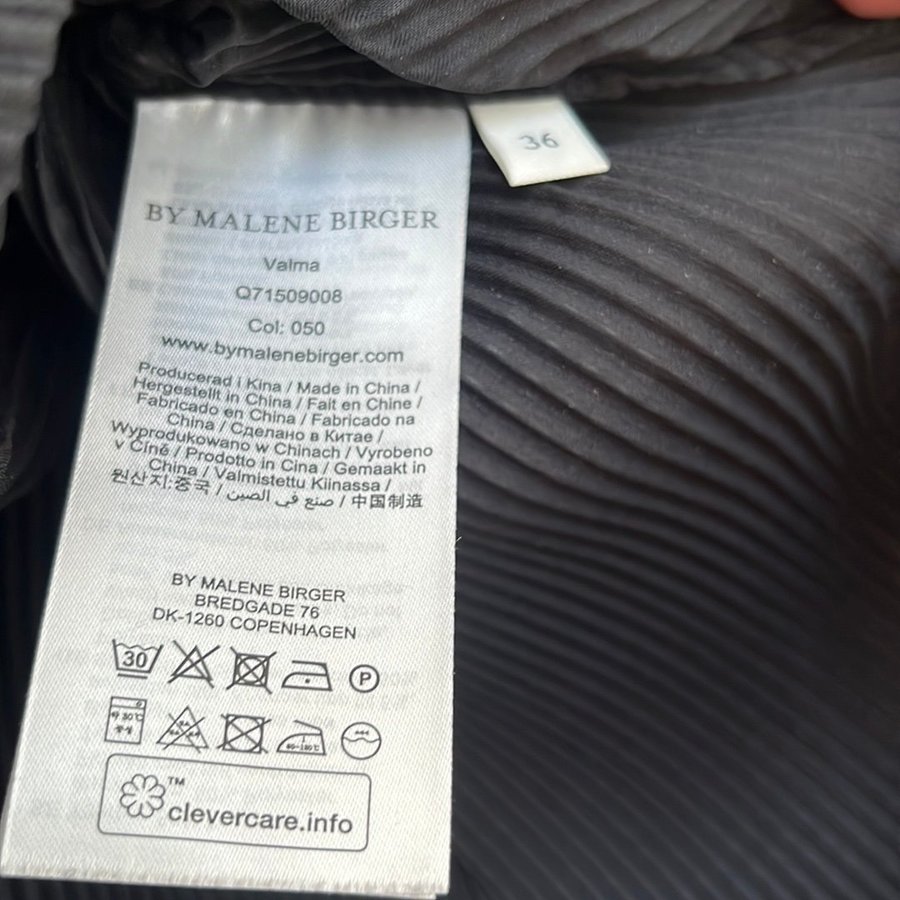 36
BY MALENE BIRGER
Valma
Q71509008
Col: 050
www.bymalenebirger.com
Producerad i Kina / Made in China /
Hergestellt in China / Fait en Chine /
Fabricado en China / Fabricado na
China / Сделано в Китае /
Wyprodukowano w Chinach / Vyrobeno
v Číně / Prodotto in Cina / Gemaakt in
China / Valmistettu Kiinassa /
원산지:중국 / صنع في الصين / 中国制造
BY MALENE BIRGER
BREDGADE 76
DK-1260 COPENHAGEN
30
P
30℃
™
clevercare.info